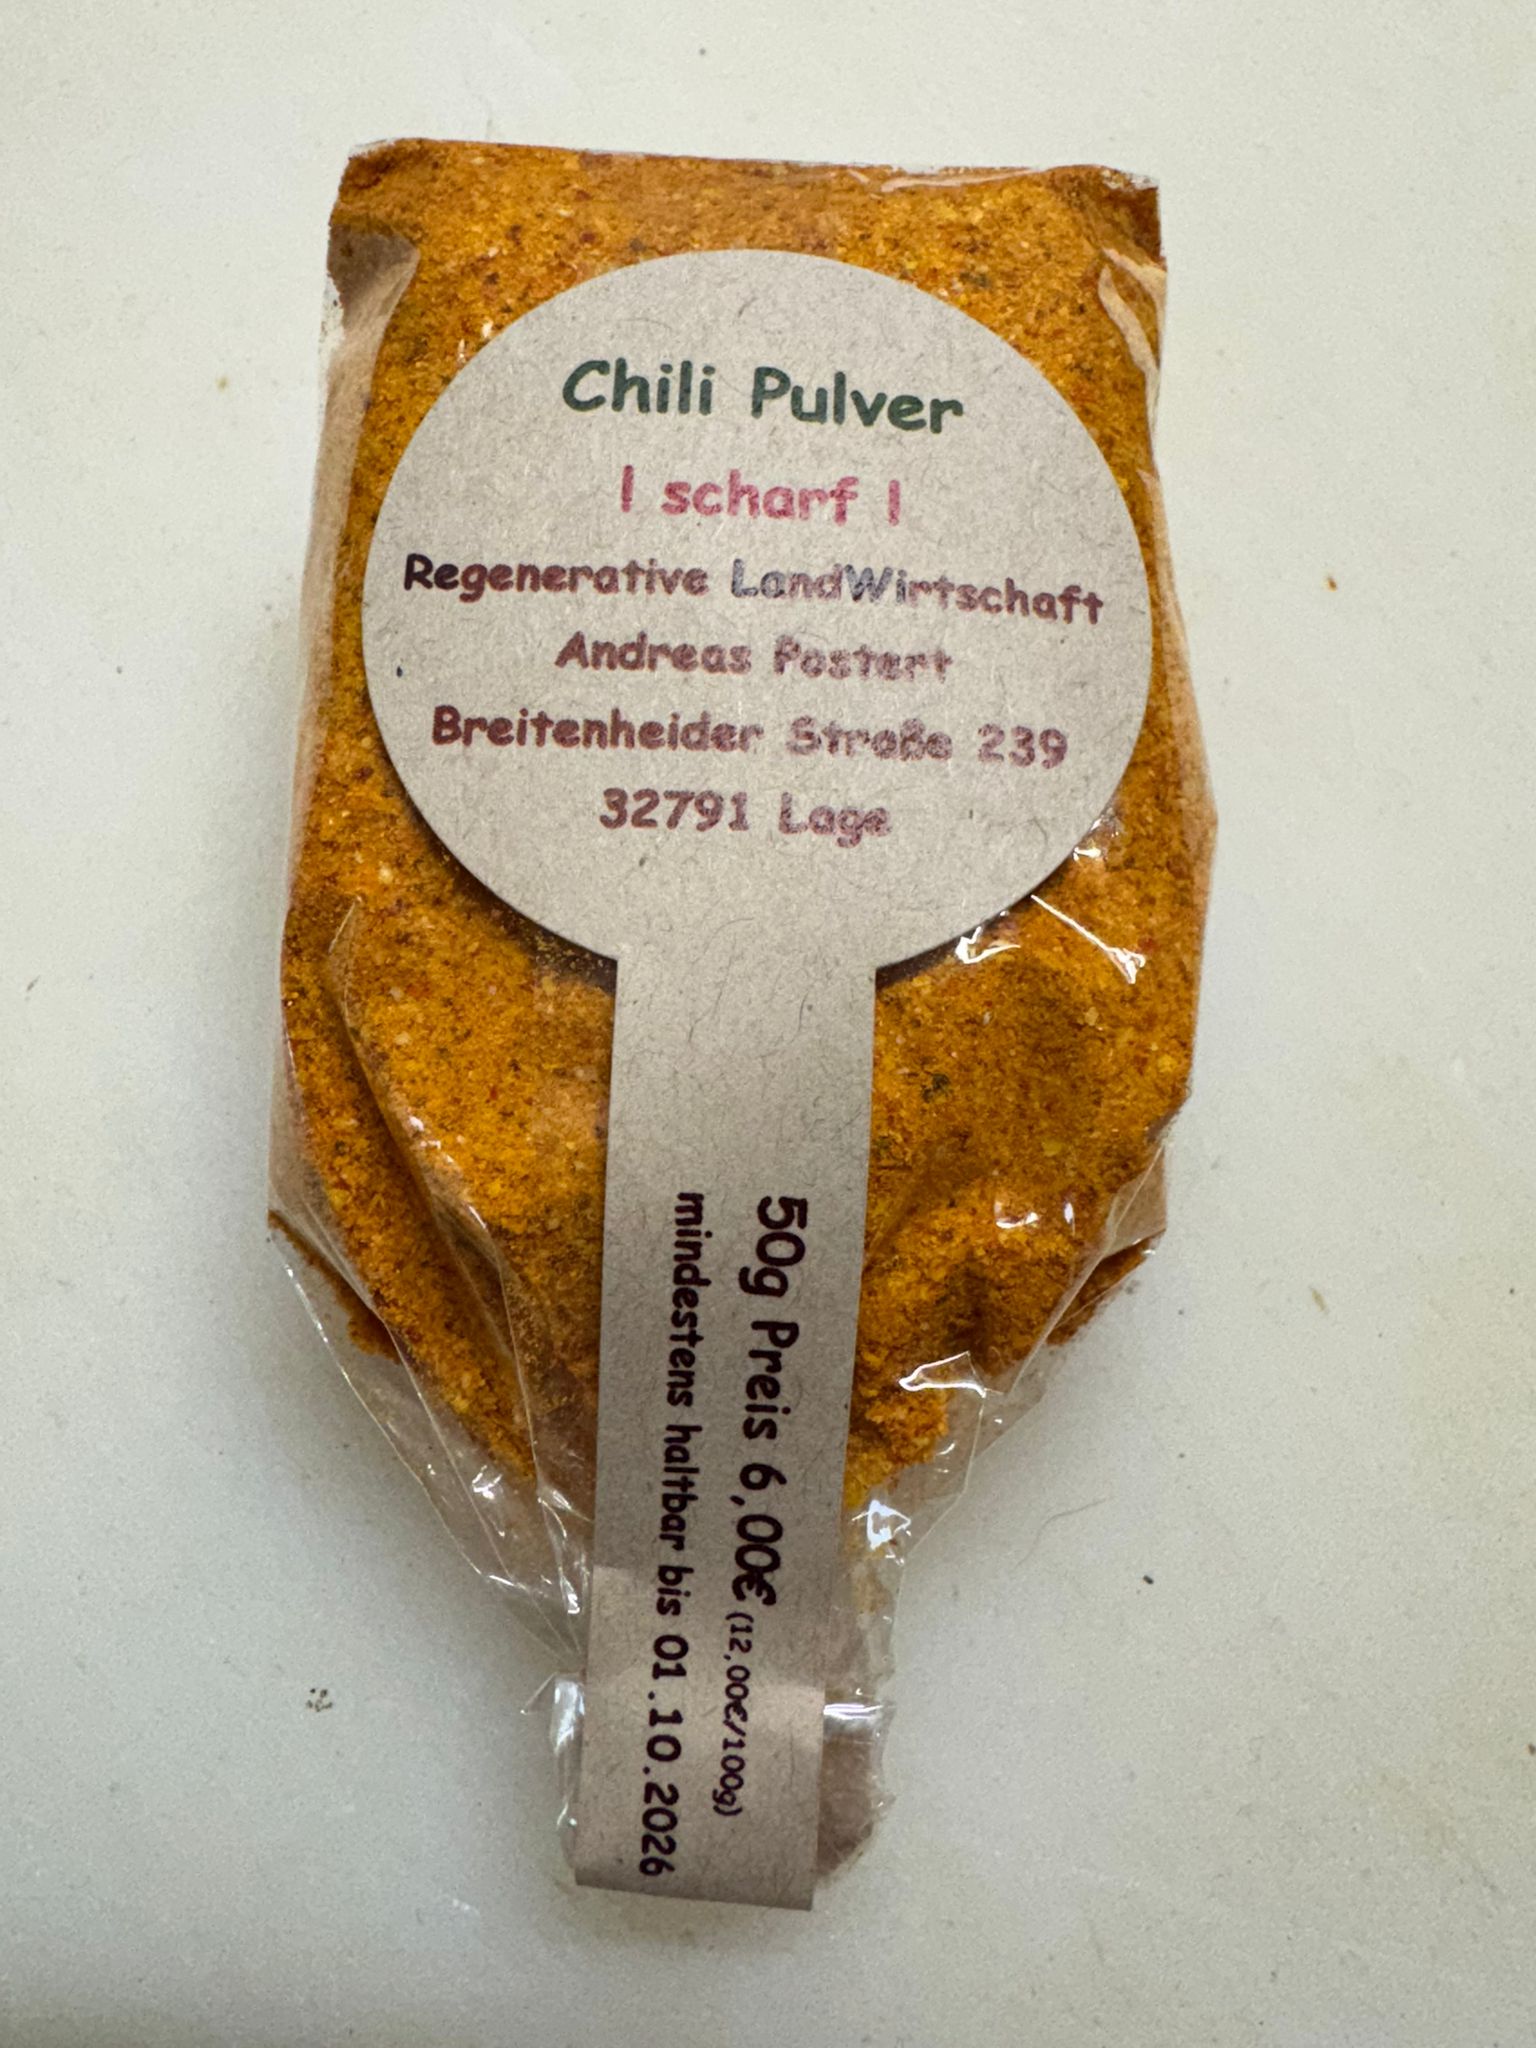 Chili Pulver
! scharf !
Regenerative LandWirtschaft
Andreas Postert
Breitenheider Straße 239
32791 Lage
50g Preis 6,00€ (12,00€/100g)
mindestens haltbar bis 01.10.2026